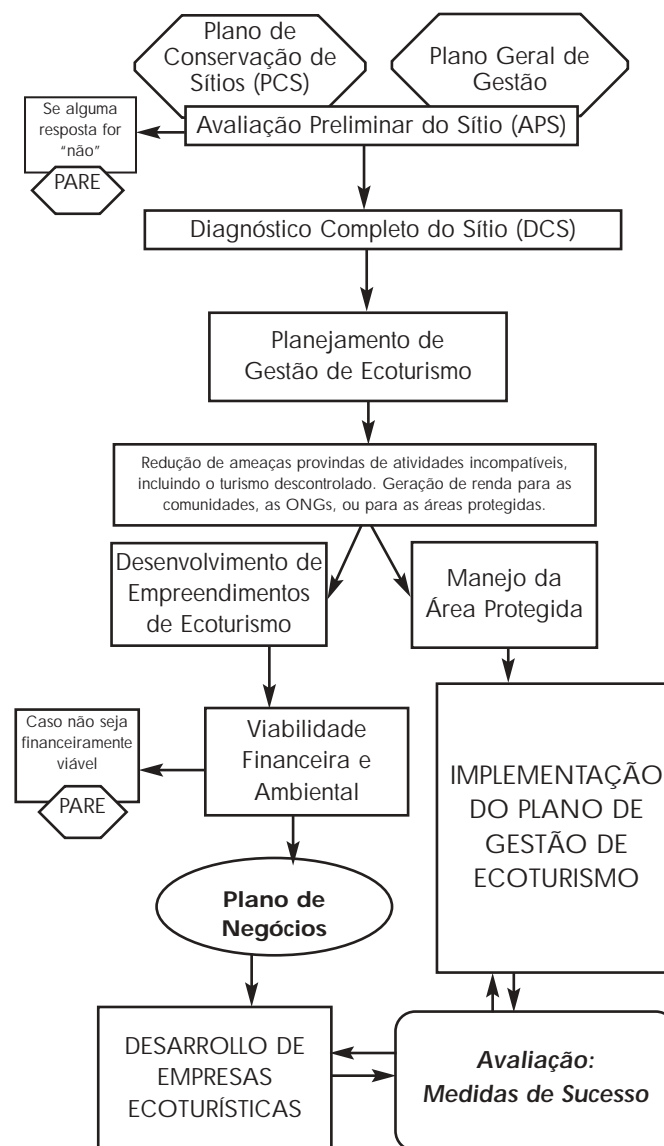 Plano de
Conservação de
Sítios (PCS)
Plano Geral de
Gestão
Se alguma
resposta for
“não”
PARE
Avaliação Preliminar do Sítio (APS)
Diagnóstico Completo do Sítio (DCS)
Planejamento de
Gestão de Ecoturismo
Redução de ameaças provindas de atividades incompatíveis,
incluindo o turismo descontrolado. Geração de renda para as
comunidades, as ONGs, ou para as áreas protegidas.
Desenvolvimento de
Empreendimentos
de Ecoturismo
Manejo da
Área Protegida
Caso não seja
financeiramente
viável
PARE
Viabilidade
Financeira e
Ambiental
IMPLEMENTAÇÃO
DO PLANO DE
GESTÃO DE
ECOTURISMO
Plano de
Negócios
DESARROLLO DE
EMPRESAS
ECOTURÍSTICAS
Avaliação:
Medidas de Sucesso